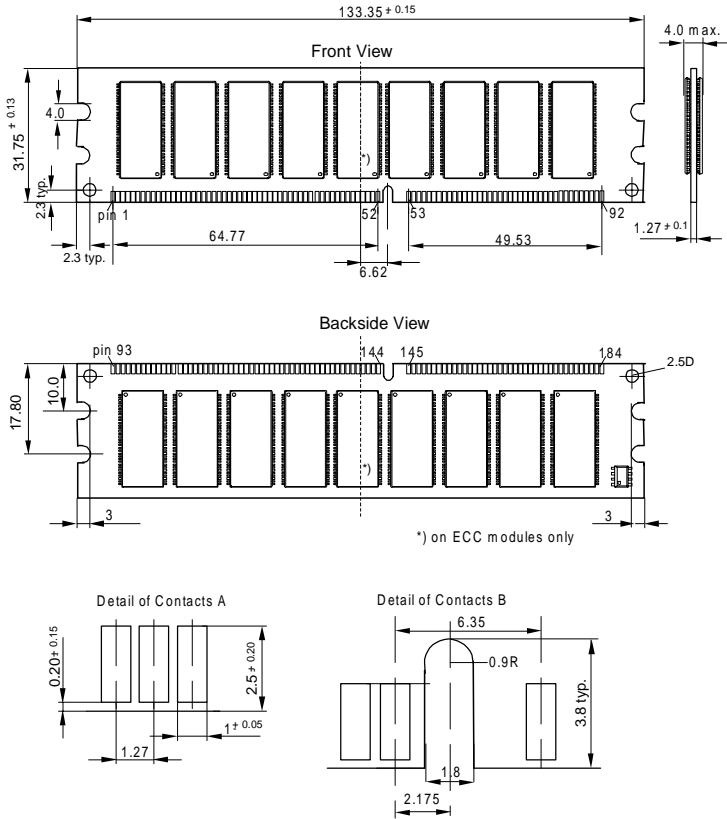 133.35 ± 0.15
4.0 max.
Front View
31.75 ± 0.13
4.0
*)
2.3 typ.
pin 1
52
53
92
2.3 typ.
64.77
49.53
6.62
1.27 ± 0.1
Backside View
pin 93
144
145
184
2.5D
17.80
10.0
*)
3
3
*) on ECC modules only
Detail of Contacts A
Detail of Contacts B
6.35
0.20 ± 0.15
2.5 ± 0.20
0.9R
3.8 typ.
1 ± 0.05
1.27
1.8
2.175